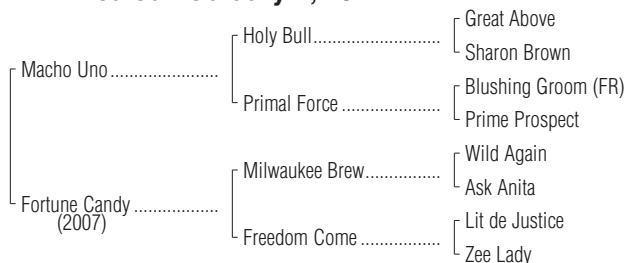 Great Above
Holy Bull
Sharon Brown
Macho Uno
Blushing Groom (FR)
Primal Force
Prime Prospect
Wild Again
Milwaukee Brew
Ask Anita
Fortune Candy
(2007)
Lit de Justice
Freedom Come
Zee Lady